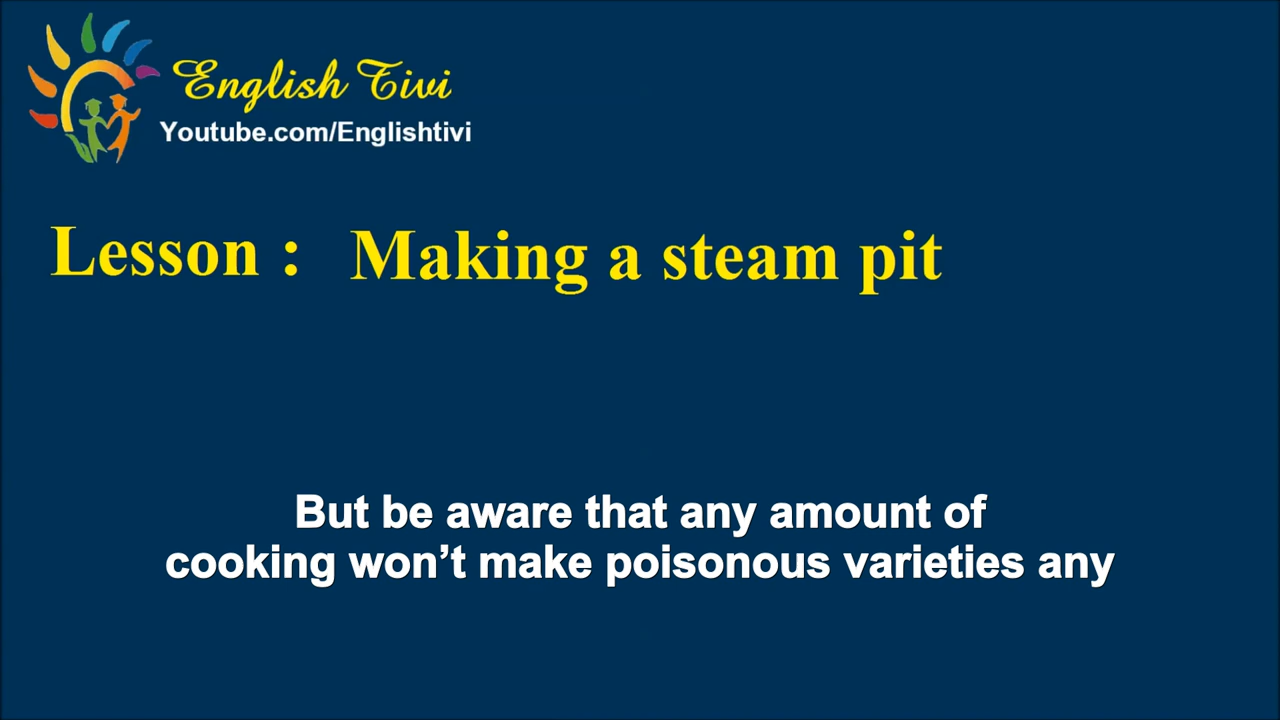 English Tivi
Youtube.com/Englishtivi
Lesson : Making a steam pit
But be aware that any amount of
cooking won’t make poisonous varieties any